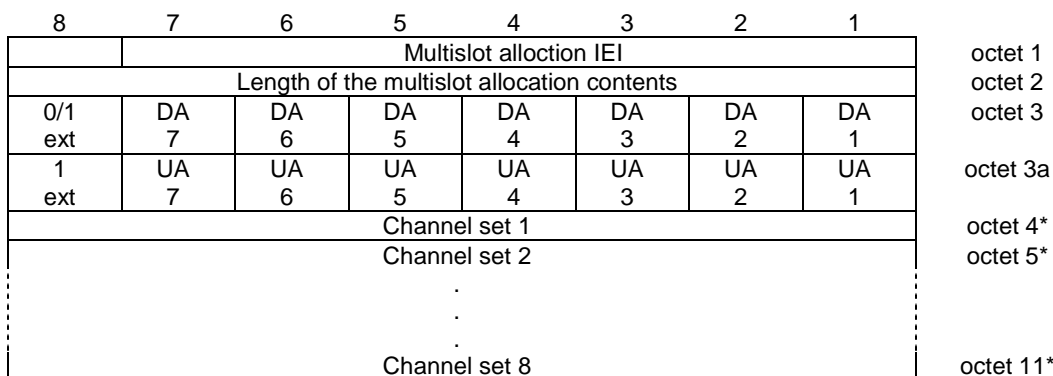 8 7 6 5 4 3 2 1
Multislot alloction IEI octet 1
Length of the multislot allocation contents octet 2
0/1 DA DA DA DA DA DA DA octet 3
ext 7 6 5 4 3 2 1
1 UA UA UA UA UA UA UA octet 3a
ext 7 6 5 4 3 2 1
Channel set 1 octet 4*
Channel set 2 octet 5*
.
.
.
Channel set 8 octet 11*